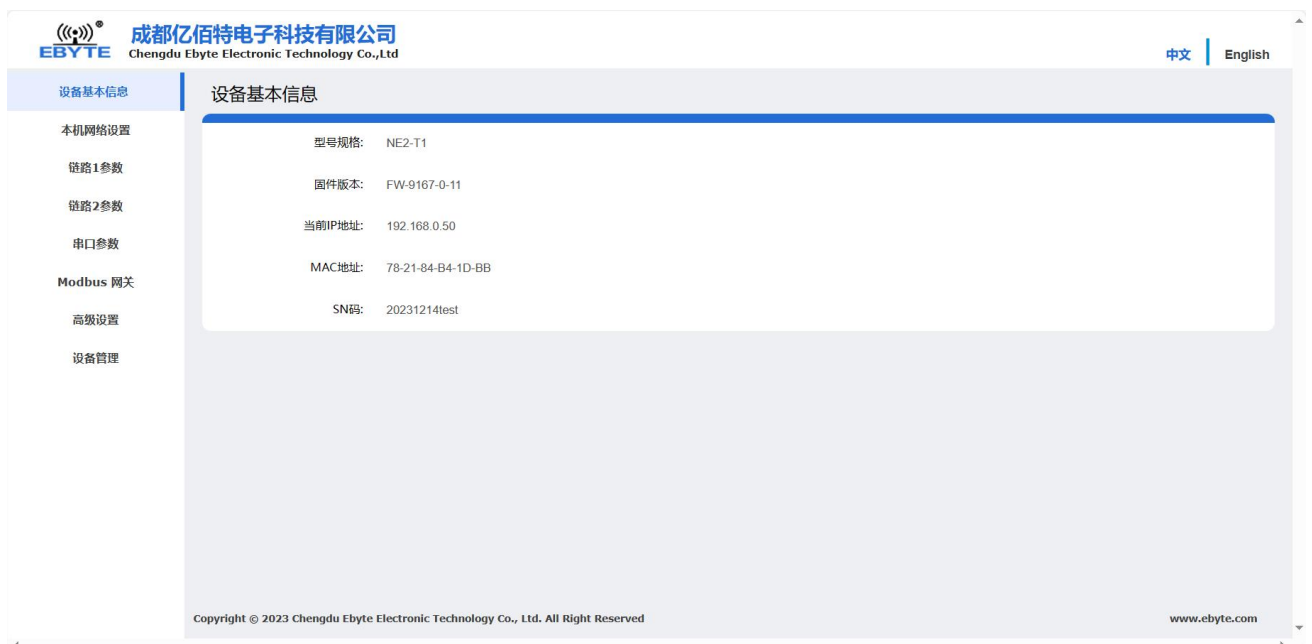 EBYTE ®
成都亿佰特电子科技有限公司
Chengdu Ebyte Electronic Technology Co.,Ltd
中文 English
设备基本信息
本机网络设置
链路1参数
链路2参数
串口参数
Modbus 网关
高级设置
设备管理
设备基本信息
型号规格: NE2-T1
固件版本: FW-9167-0-11
当前IP地址: 192.168.0.50
MAC地址: 78-21-84-B4-1D-BB
SN码: 20231214test
Copyright © 2023 Chengdu Ebyte Electronic Technology Co., Ltd. All Right Reserved
www.ebyte.com